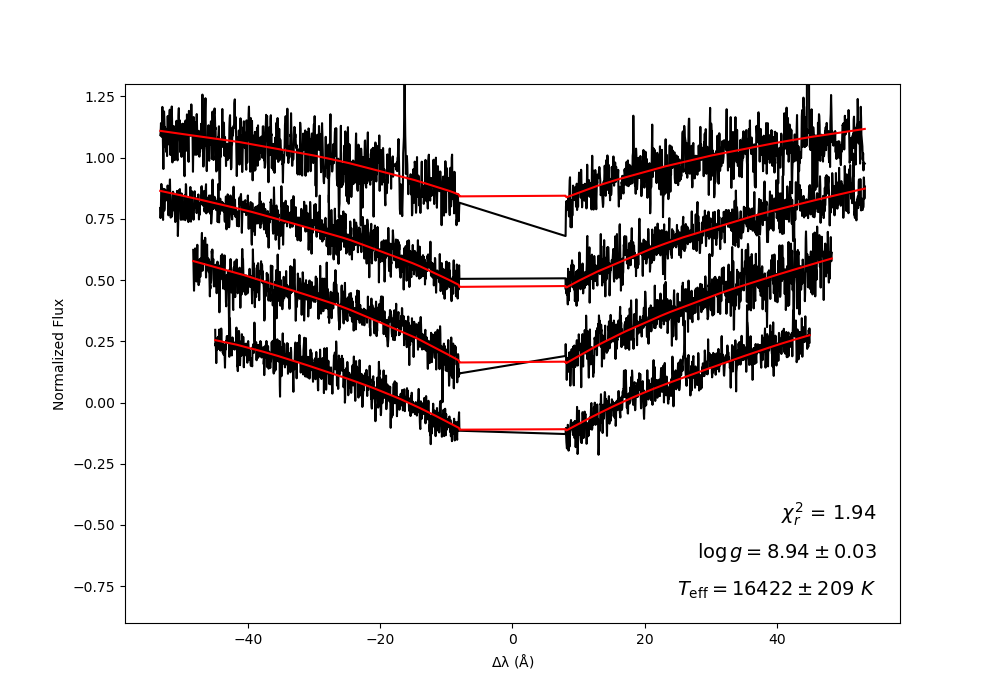 1.25
1.00
0.75
0.50
0.25
0.00
−0.25
−0.50
−0.75
Normalized Flux
χ²ᵣ = 1.94
log g = 8.94 ± 0.03
T_eff = 16422 ± 209 K
−40 −20 0 20 40
Δλ (Å)